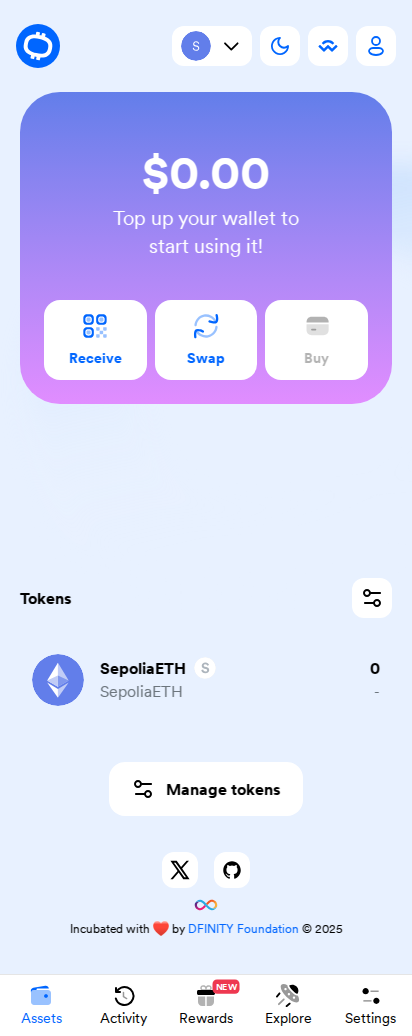 S
$0.00
Top up your wallet to
start using it!
Receive
Swap
Buy
Tokens
SepoliaETH S
0
SepoliaETH
-
Manage tokens
Incubated with ❤️ by DFINITY Foundation © 2025
NEW
Assets
Activity
Rewards
Explore
Settings